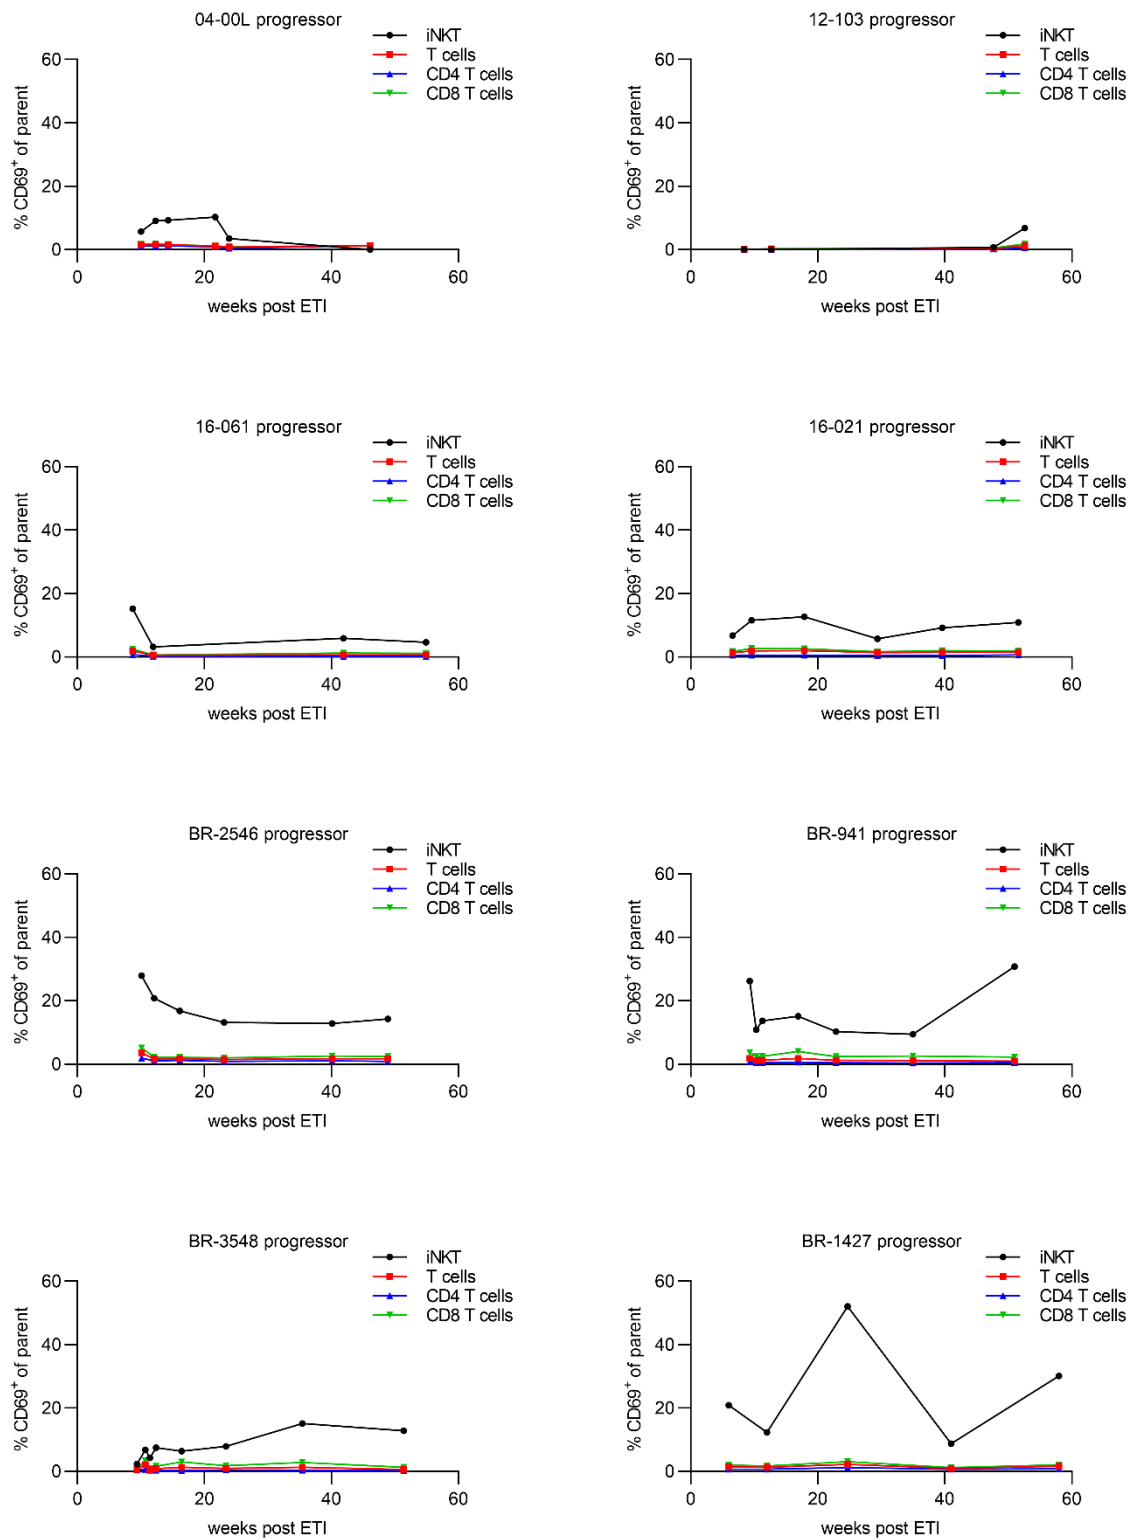 04-00L progressor
iNKT
T cells
CD4 T cells
CD8 T cells
% CD69+ of parent
60
40
20
0
0 20 40 60
weeks post ETI
12-103 progressor
iNKT
T cells
CD4 T cells
CD8 T cells
% CD69+ of parent
60
40
20
0
0 20 40 60
weeks post ETI
16-061 progressor
iNKT
T cells
CD4 T cells
CD8 T cells
% CD69+ of parent
60
40
20
0
0 20 40 60
weeks post ETI
16-021 progressor
iNKT
T cells
CD4 T cells
CD8 T cells
% CD69+ of parent
60
40
20
0
0 20 40 60
weeks post ETI
BR-2546 progressor
iNKT
T cells
CD4 T cells
CD8 T cells
% CD69+ of parent
60
40
20
0
0 20 40 60
weeks post ETI
BR-941 progressor
iNKT
T cells
CD4 T cells
CD8 T cells
% CD69+ of parent
60
40
20
0
0 20 40 60
weeks post ETI
BR-3548 progressor
iNKT
T cells
CD4 T cells
CD8 T cells
% CD69+ of parent
60
40
20
0
0 20 40 60
weeks post ETI
BR-1427 progressor
iNKT
T cells
CD4 T cells
CD8 T cells
% CD69+ of parent
60
40
20
0
0 20 40 60
weeks post ETI